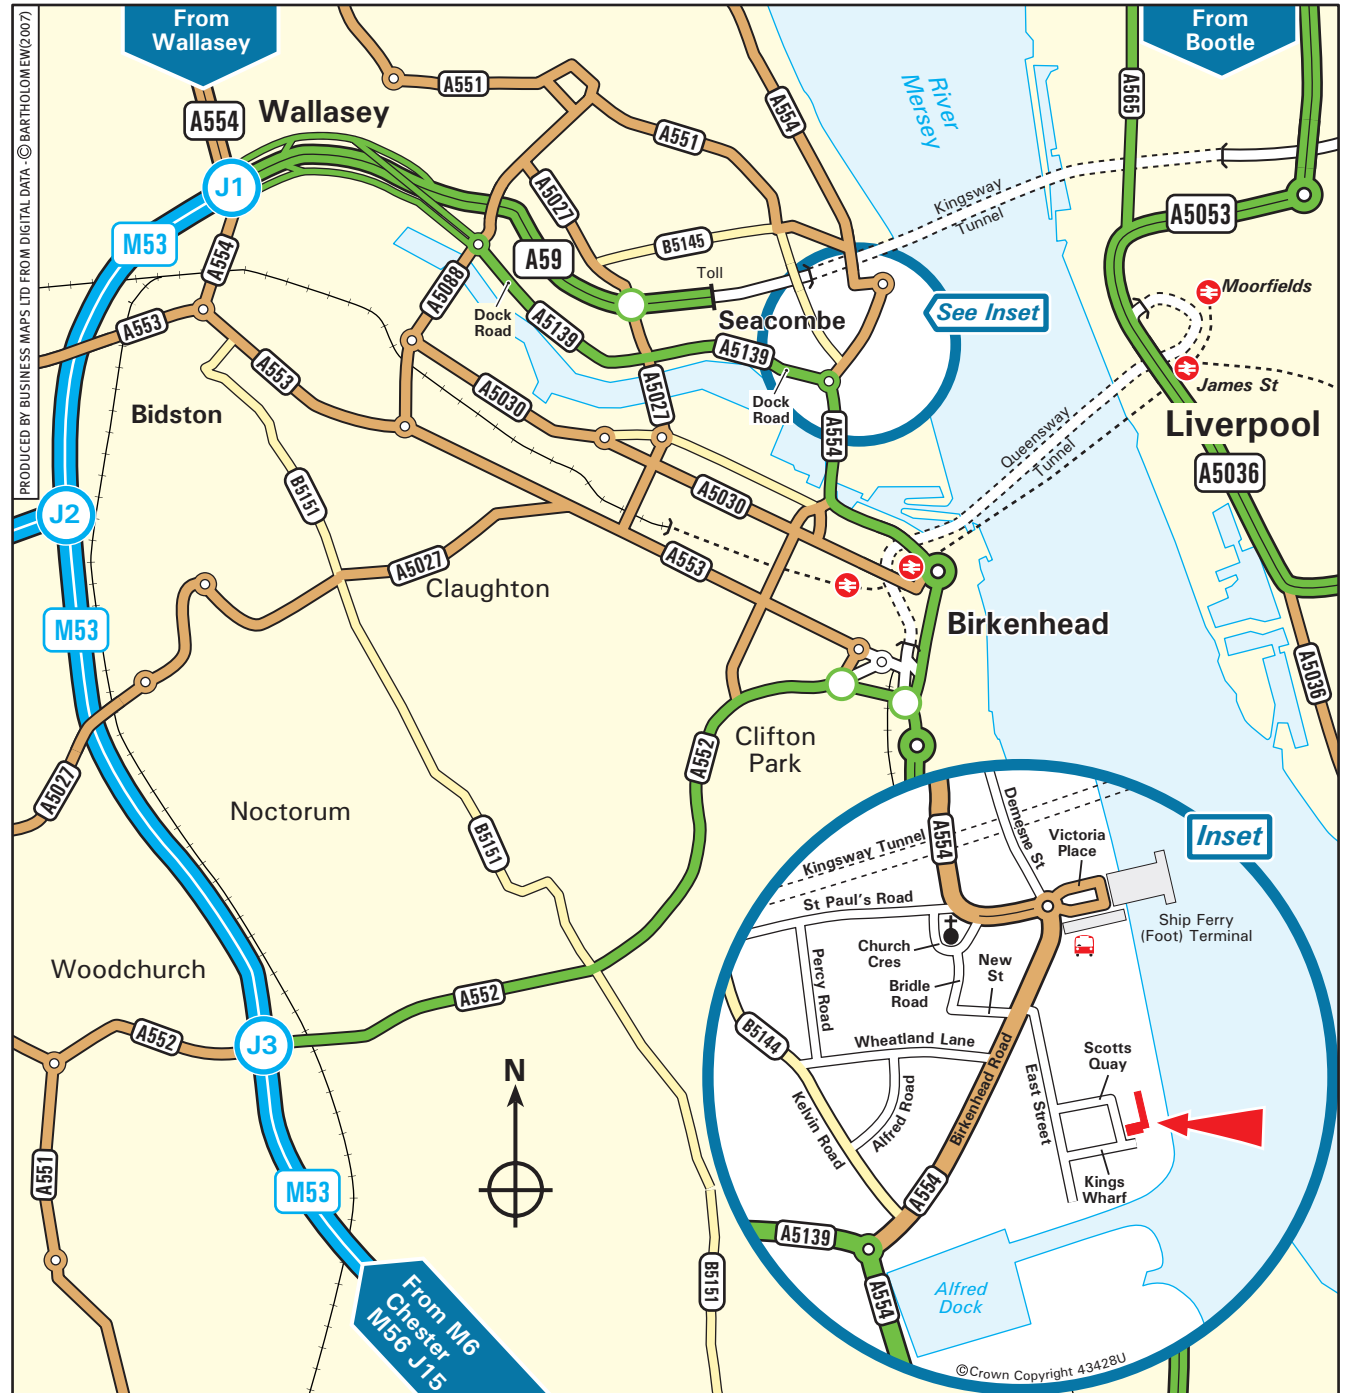 PRODUCED BY BUSINESS MAPS LTD FROM DIGITAL DATA - © BARTHOLOMEW(2007)
From
Wallasey
From
Bootle
A554
Wallasey
A551
A551
A554
River
Mersey
A565
A5053
J1
M53
A554
A553
A5027
B5145
A59
A5088
Dock
Road
A5139
Toll
Kingsway
Tunnel
Seacombe
See Inset
Moorfields
James St
Liverpool
A5036
A5036
A5139
Dock
Road
A554
A5027
A5030
A5030
A553
Bidston
B5151
J2
M53
A5027
Claughton
A553
Queensway
Tunnel
Birkenhead
Clifton
Park
A552
A5027
Noctorum
B5151
Woodchurch
A552
A552
J3
A551
M53
N
B5151
From M6
Chester
M56 J15
Inset
Demesne St
Victoria
Place
A554
Kingsway Tunnel
St Paul's Road
Ship Ferry
(Foot) Terminal
Church
Cres
New
St
Bridle
Road
Percy Road
B5144
Wheatland Lane
Scotts
Quay
Kelvin Road
Alfred Road
Birkenhead Road
East Street
Kings
Wharf
A554
A5139
A554
Alfred
Dock
©Crown Copyright 43428U